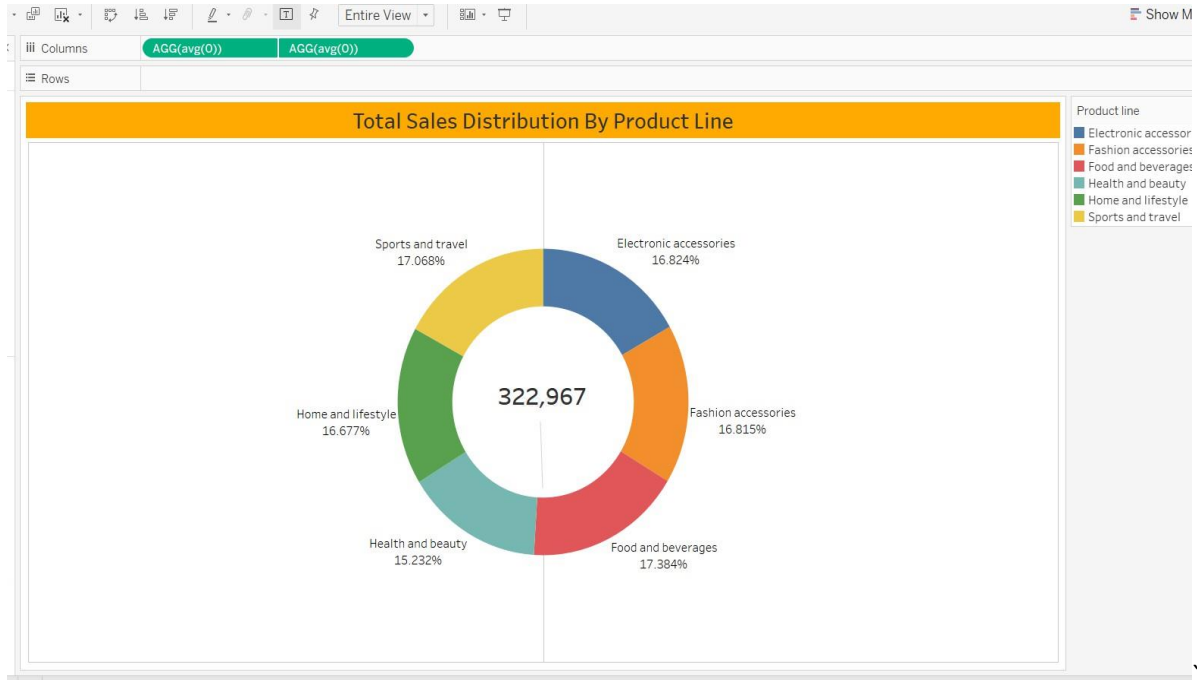 Entire View
Show M
Columns
AGG(avg(0))
AGG(avg(0))
Rows
Total Sales Distribution By Product Line
Product line
Electronic accessor
Fashion accessories
Food and beverages
Health and beauty
Home and lifestyle
Sports and travel
Sports and travel
17.068%
Electronic accessories
16.824%
322,967
Home and lifestyle
16.677%
Fashion accessories
16.815%
Health and beauty
15.232%
Food and beverages
17.384%